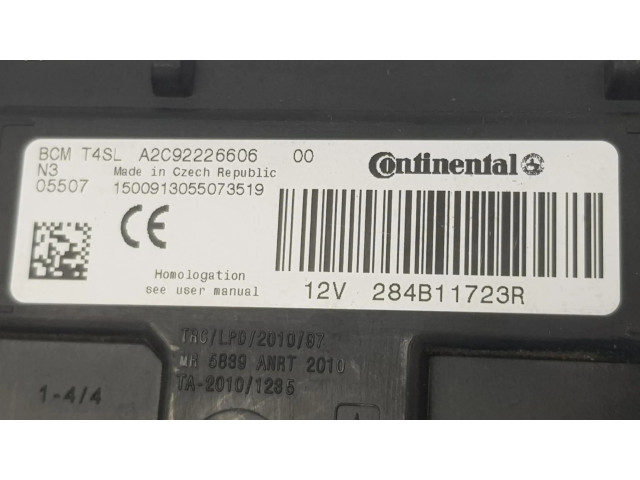 BCM T4SL A2C92226606 00
N3 Made in Czech Republic
05507 1500913055073519
Continental
CE
Homologation
see user manual
12V 284B11723R
TRC/LPD/2010/97
MR 5839 ANRT 2010
TA-2010/1285
1-4/4
A